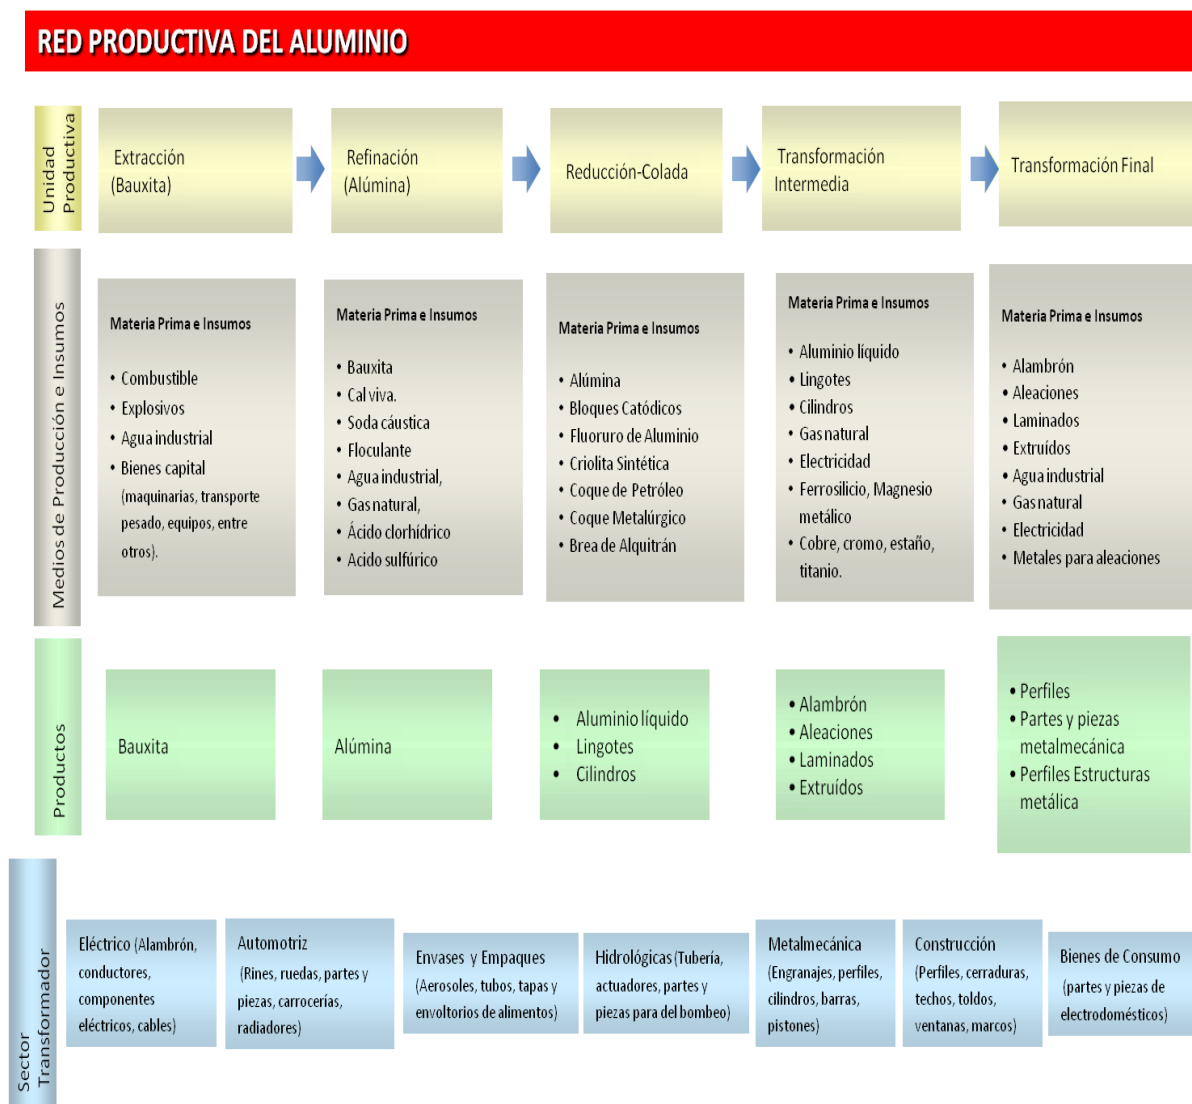 RED PRODUCTIVA DEL ALUMINIO
Unidad
Productiva
Extracción
(Bauxita)
Refinación
(Alúmina)
Reducción-Colada
Transformación
Intermedia
Transformación Final
Medios de Producción e Insumos
Materia Prima e Insumos
• Combustible
• Explosivos
• Agua industrial
• Bienes capital
(maquinarias, transporte
pesado, equipos, entre
otros).
Materia Prima e Insumos
• Bauxita
• Cal viva.
• Soda cáustica
• Floculante
• Agua industrial,
• Gas natural,
• Ácido clorhídrico
• Acido sulfúrico
Materia Prima e Insumos
• Alúmina
• Bloques Catódicos
• Fluoruro de Aluminio
• Criolita Sintética
• Coque de Petróleo
• Coque Metalúrgico
• Brea de Alquitrán
Materia Prima e Insumos
• Aluminio líquido
• Lingotes
• Cilindros
• Gas natural
• Electricidad
• Ferrosilicio, Magnesio
metálico
• Cobre, cromo, estaño,
titanio.
Materia Prima e Insumos
• Alambrón
• Aleaciones
• Laminados
• Extruídos
• Agua industrial
• Gas natural
• Electricidad
• Metales para aleaciones
Productos
Bauxita
Alúmina
• Aluminio líquido
• Lingotes
• Cilindros
• Alambrón
• Aleaciones
• Laminados
• Extruídos
• Perfiles
• Partes y piezas
metalmecánica
• Perfiles Estructuras
metálica
Sector
Transformador
Eléctrico (Alambrón,
conductores,
componentes
eléctricos, cables)
Automotriz
(Rines, ruedas, partes y
piezas, carrocerías,
radiadores)
Envases y Empaques
(Aerosoles, tubos, tapas y
envoltorios de alimentos)
Hidrológicas (Tubería,
actuadores, partes y
piezas para del bombeo)
Metalmecánica
(Engranajes, perfiles,
cilindros, barras,
pistones)
Construcción
(Perfiles, cerraduras,
techos, toldos,
ventanas, marcos)
Bienes de Consumo
(partes y piezas de
electrodomésticos)